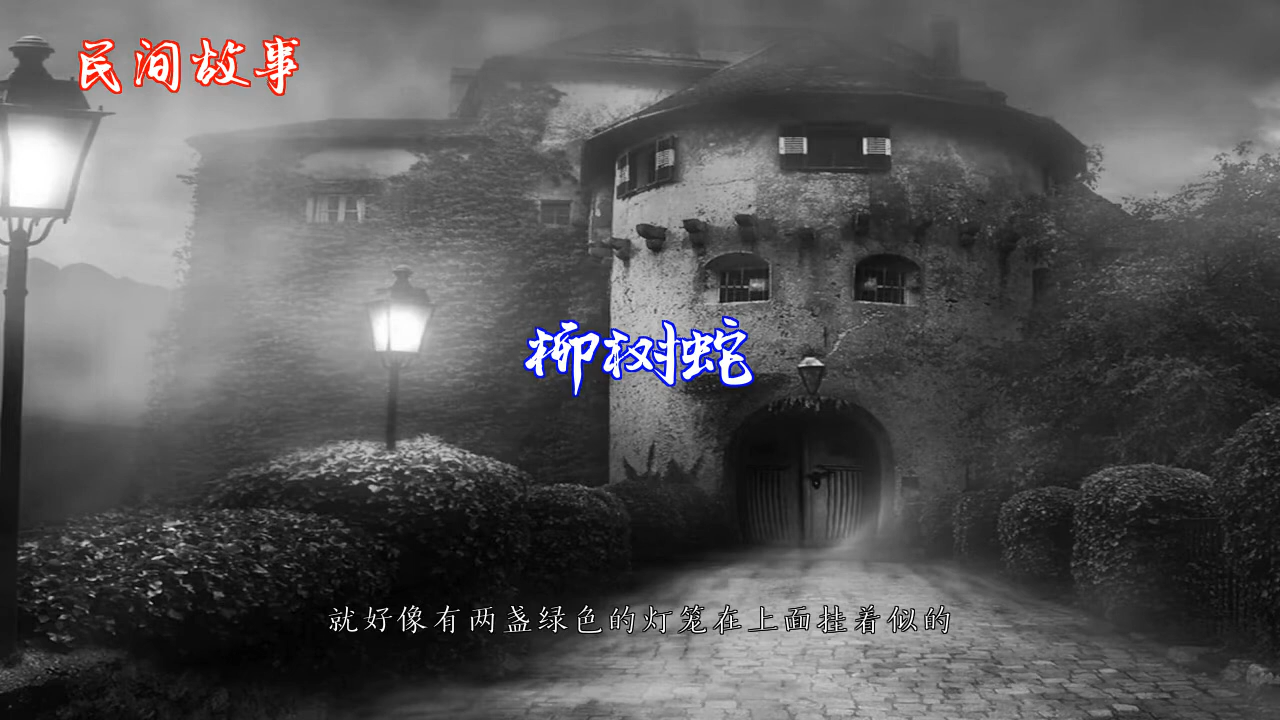 民间故事
柳树蛇
就好像有两盏绿色的灯笼在上面挂着似的